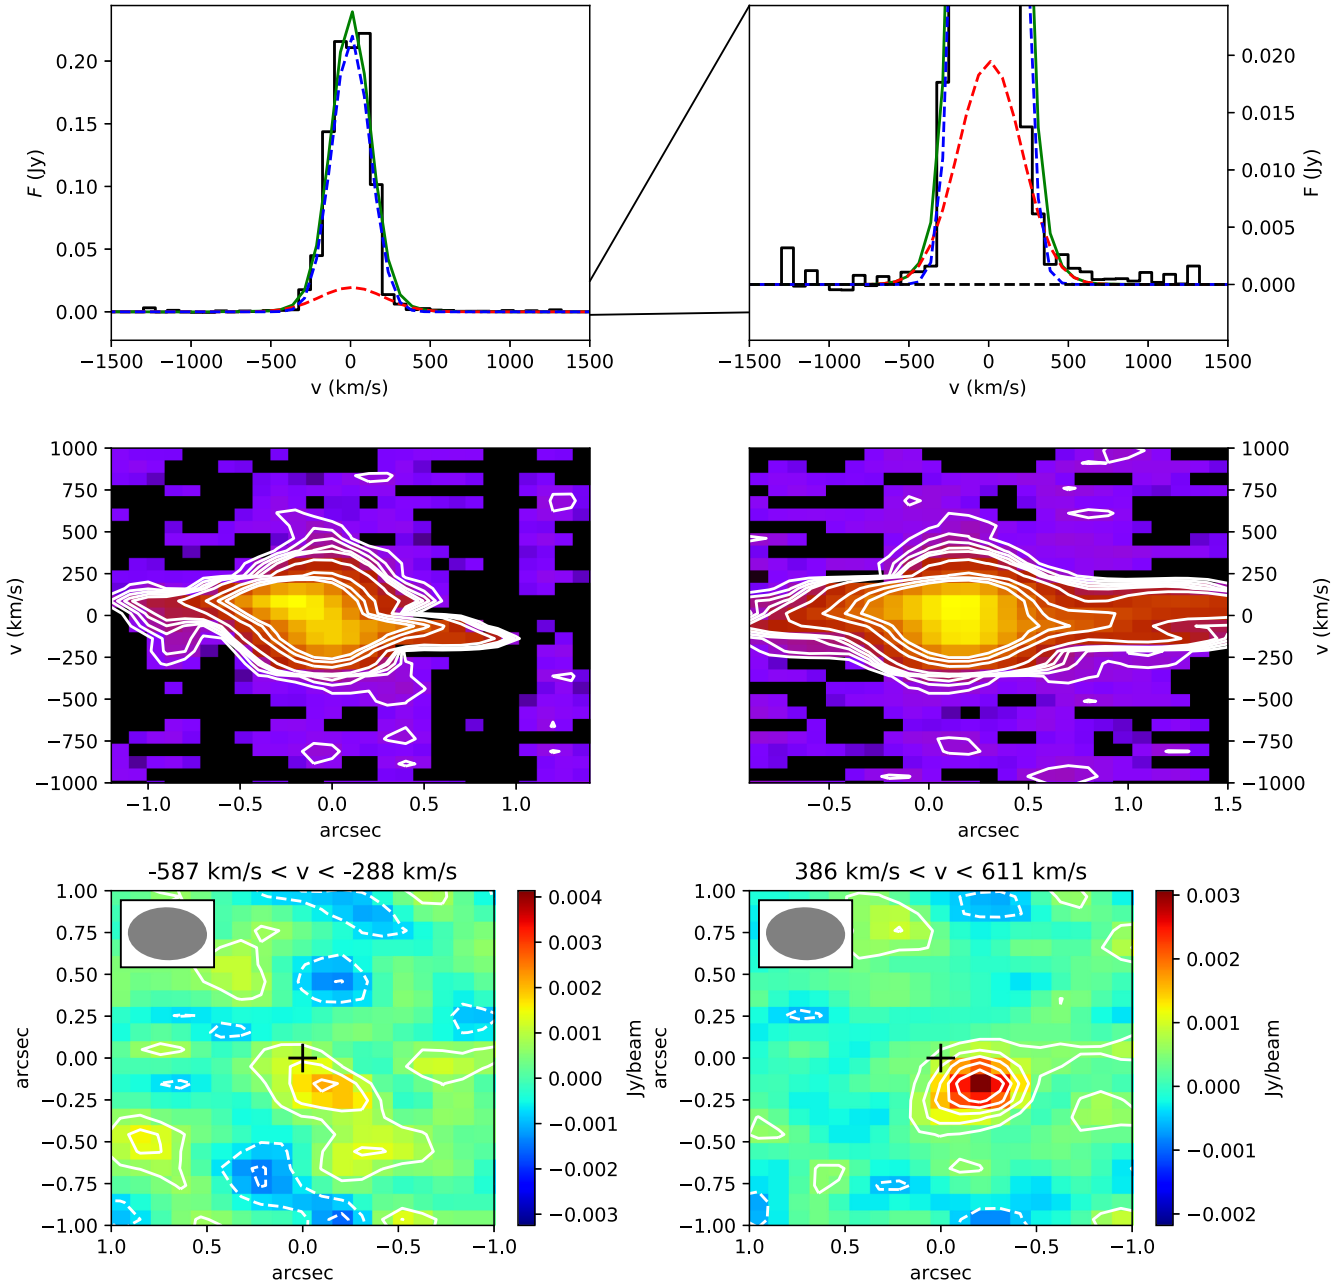 0.20
0.15
0.10
0.05
0.00
F (Jy)
−1500 −1000 −500 0 500 1000 1500
v (km/s)
0.020
0.015
0.010
0.005
0.000
F (Jy)
−1500 −1000 −500 0 500 1000 1500
v (km/s)
1000
750
500
250
0
−250
−500
−750
−1000
v (km/s)
−1.0 −0.5 0.0 0.5 1.0
arcsec
1000
750
500
250
0
−250
−500
−750
−1000
v (km/s)
−0.5 0.0 0.5 1.0 1.5
arcsec
-587 km/s < v < -288 km/s
1.00
0.75
0.50
0.25
0.00
−0.25
−0.50
−0.75
−1.00
arcsec
1.0 0.5 0.0 −0.5 −1.0
arcsec
0.004
0.003
0.002
0.001
0.000
−0.001
−0.002
−0.003
Jy/beam
386 km/s < v < 611 km/s
1.00
0.75
0.50
0.25
0.00
−0.25
−0.50
−0.75
−1.00
arcsec
1.0 0.5 0.0 −0.5 −1.0
arcsec
0.003
0.002
0.001
0.000
−0.001
−0.002
Jy/beam